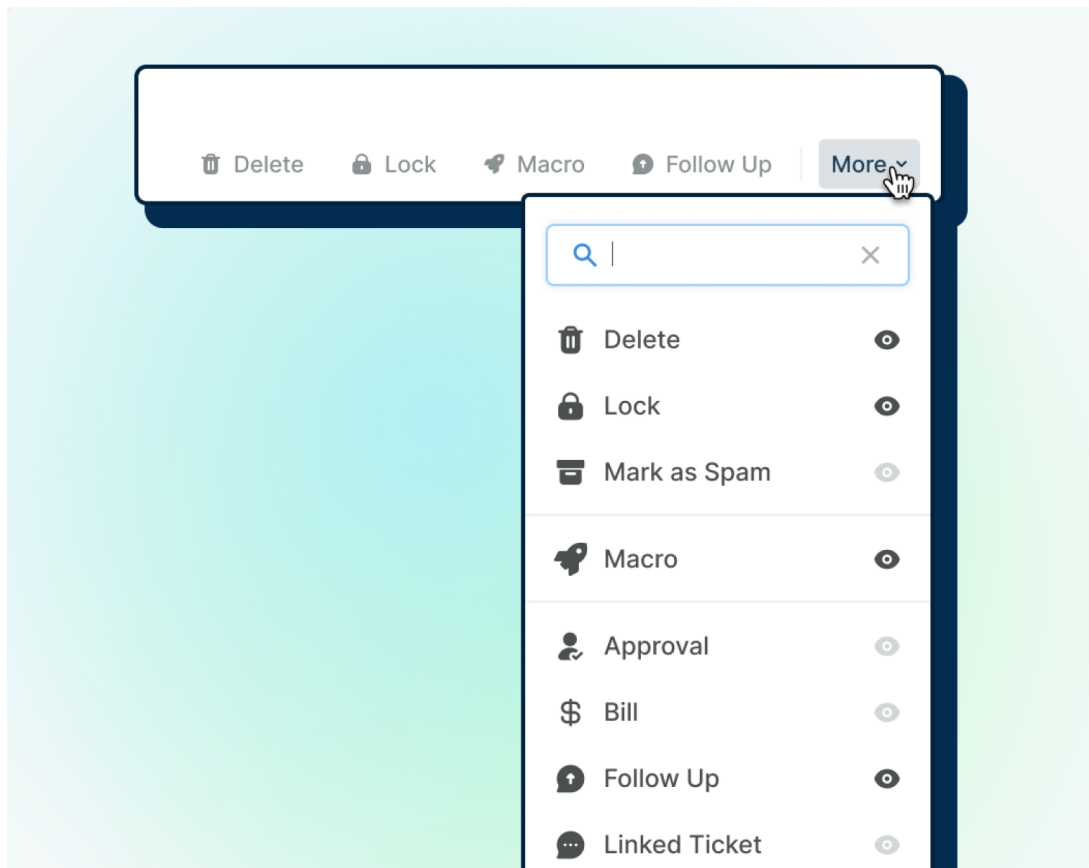 Delete Lock Macro Follow Up More
Delete
Lock
Mark as Spam
Macro
Approval
Bill
Follow Up
Linked Ticket